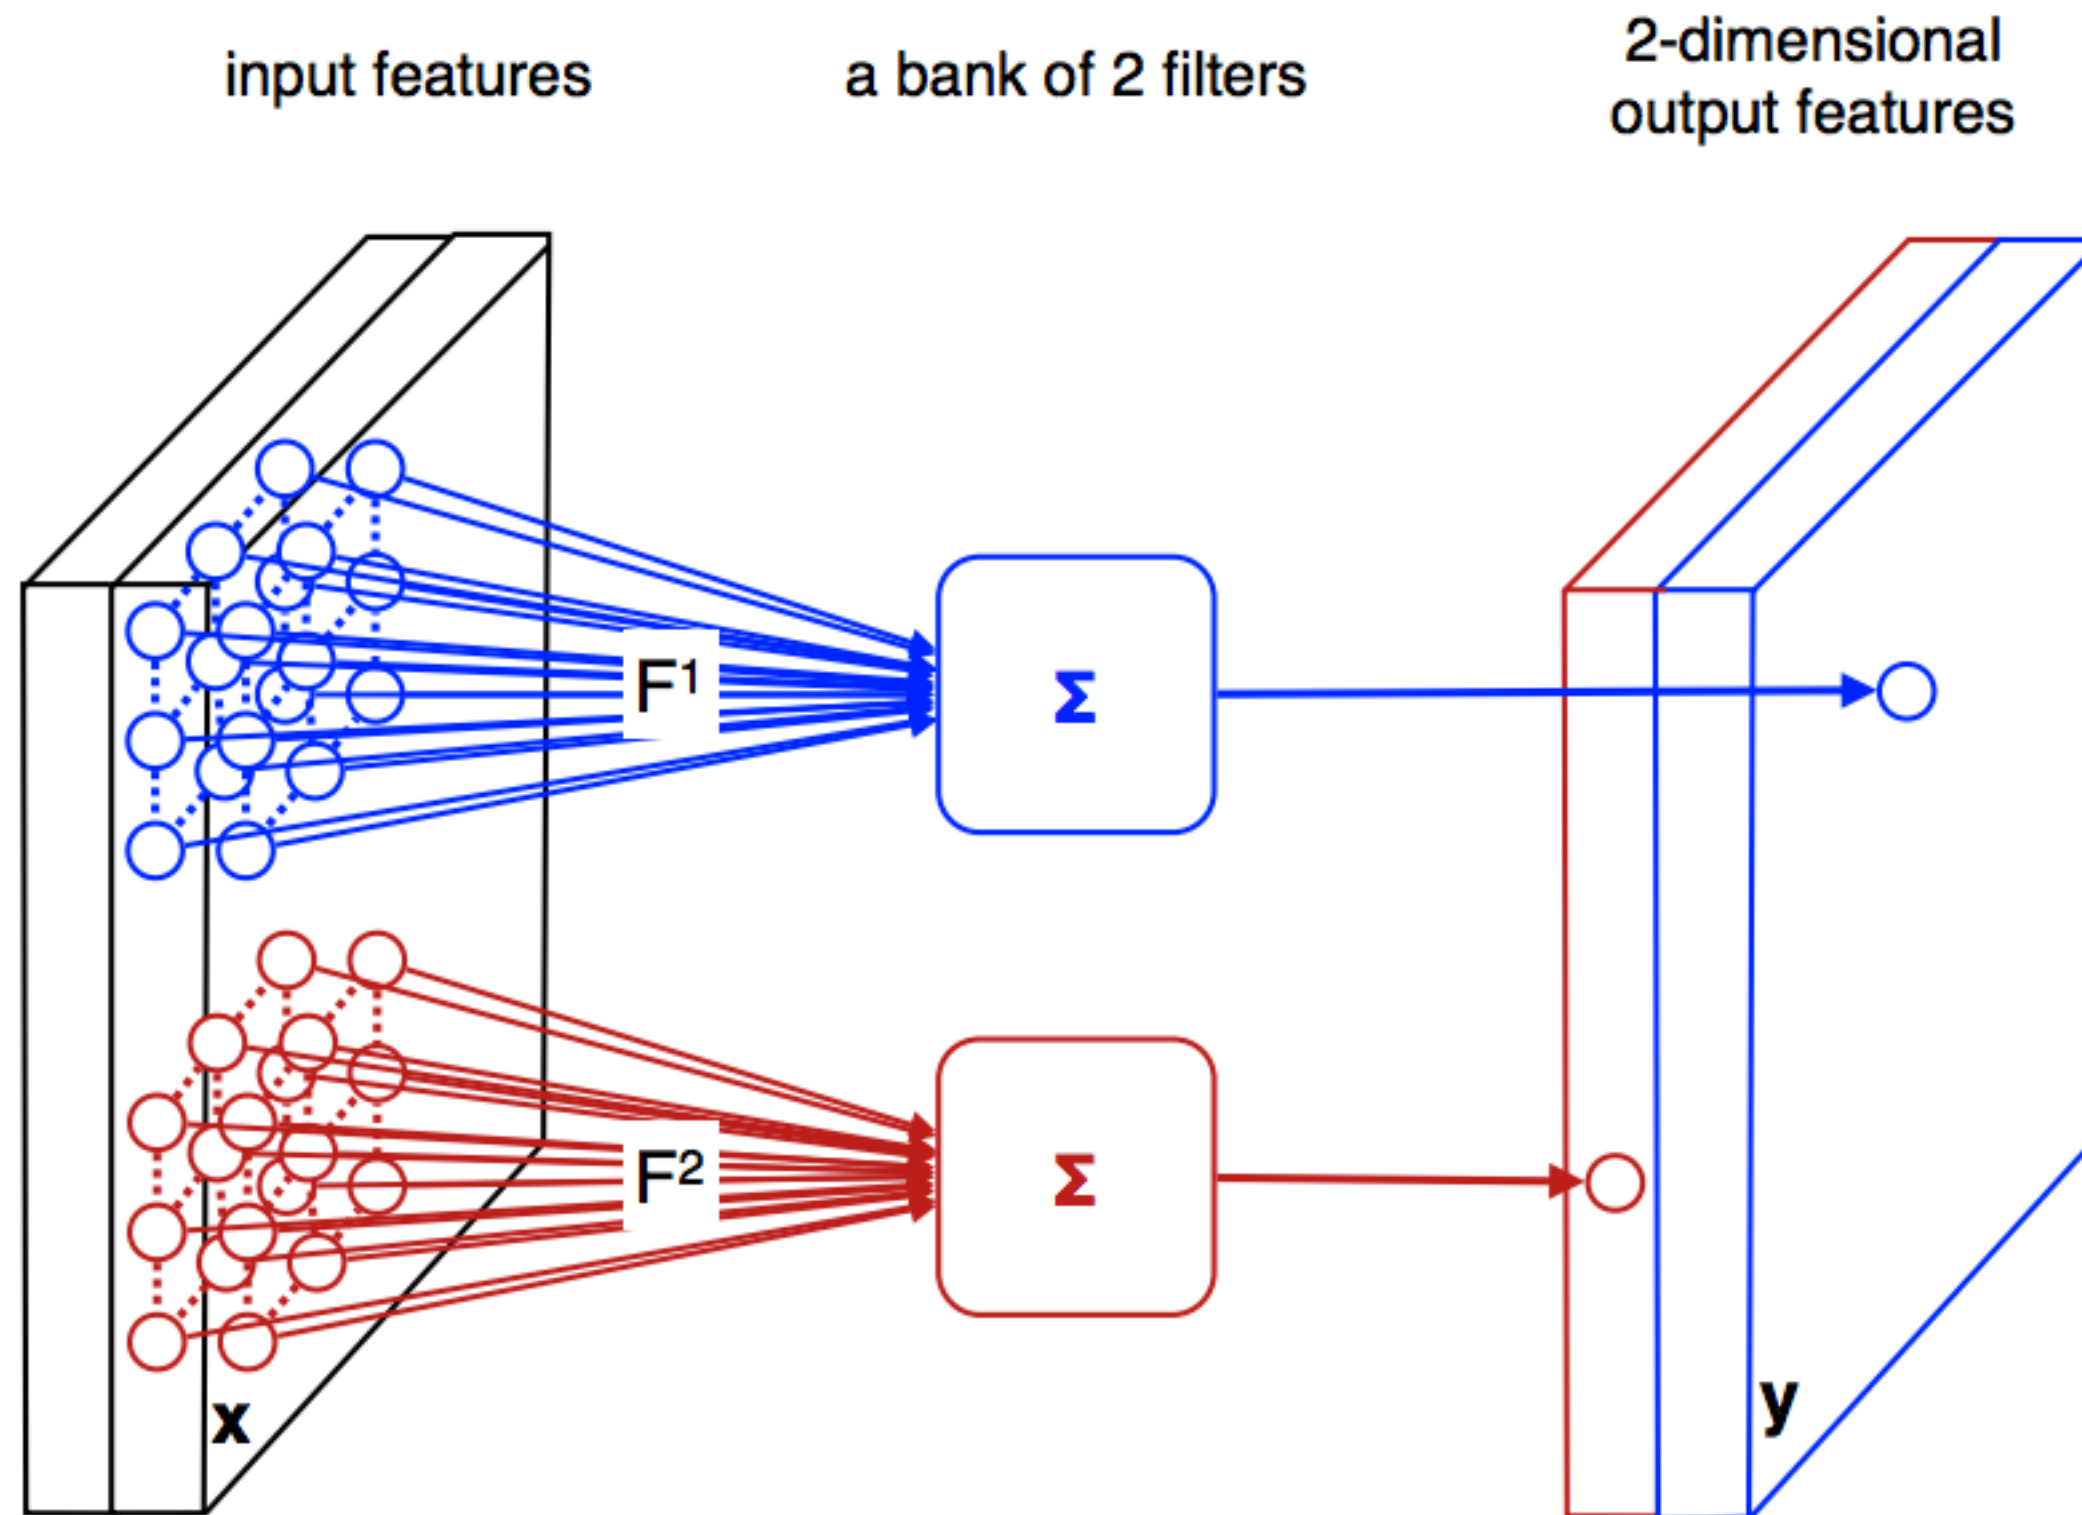 input features
a bank of 2 filters
2-dimensional
output features
F¹
Σ
F²
Σ
x
y